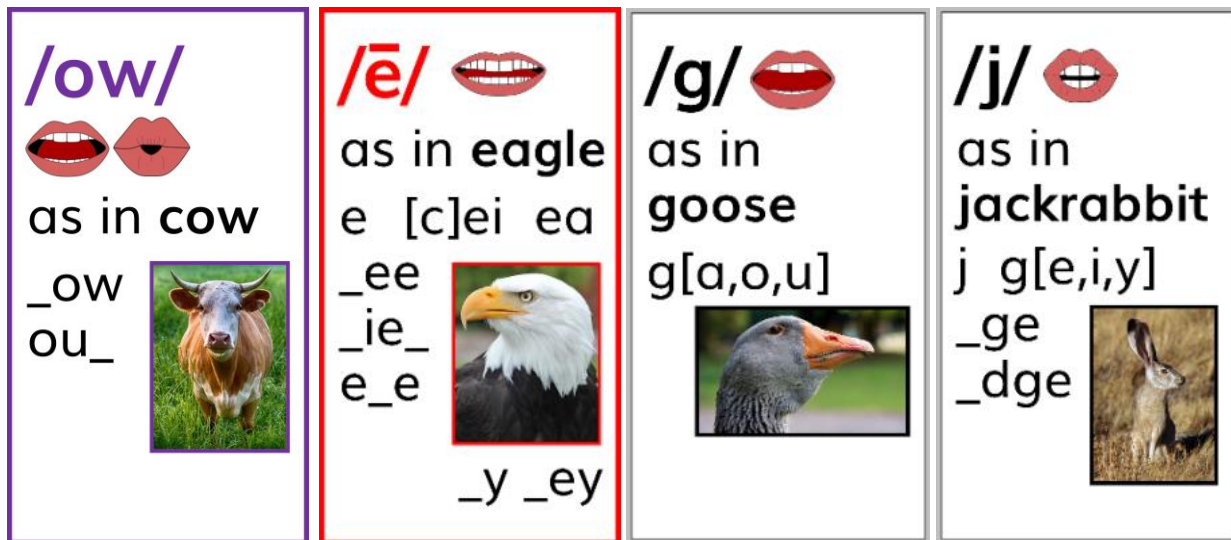 /ow/
as in cow
_ow
ou_
/ē/
as in eagle
e [c]ei ea
_ee
_ie_
e_e
_y _ey
/g/
as in
goose
g[a,o,u]
/j/
as in
jackrabbit
j g[e,i,y]
_ge
_dge